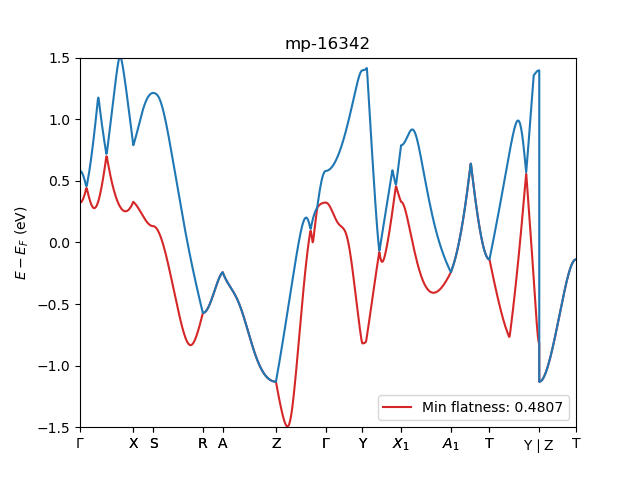 mp-16342
1.5
1.0
0.5
0.0
−0.5
−1.0
−1.5
E − E_F (eV)
Min flatness: 0.4807
Γ X S R A Z Γ Y X₁ A₁ T Y | Z T